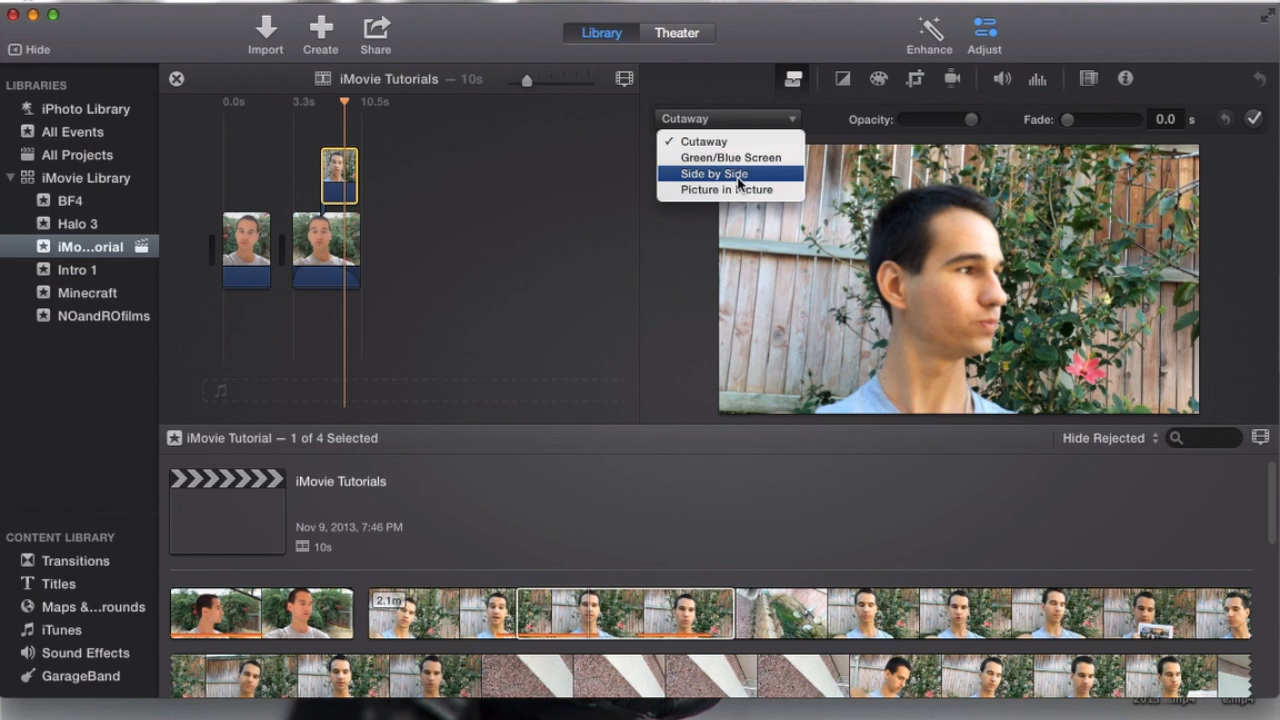 Hide
Import
Create
Share
Library
Theater
Enhance
Adjust
LIBRARIES
iPhoto Library
All Events
All Projects
iMovie Library
BF4
Halo 3
iMo...orial
Intro 1
Minecraft
NOandROfilms
CONTENT LIBRARY
Transitions
Titles
Maps &...rounds
iTunes
Sound Effects
GarageBand
iMovie Tutorials — 10s
0.0s 3.3s 10.5s
Cutaway
Opacity:
Fade:
0.0 s
✓ Cutaway
Green/Blue Screen
Side by Side
Picture in Picture
iMovie Tutorial — 1 of 4 Selected
Hide Rejected
iMovie Tutorials
Nov 9, 2013, 7:46 PM
10s
2.1m